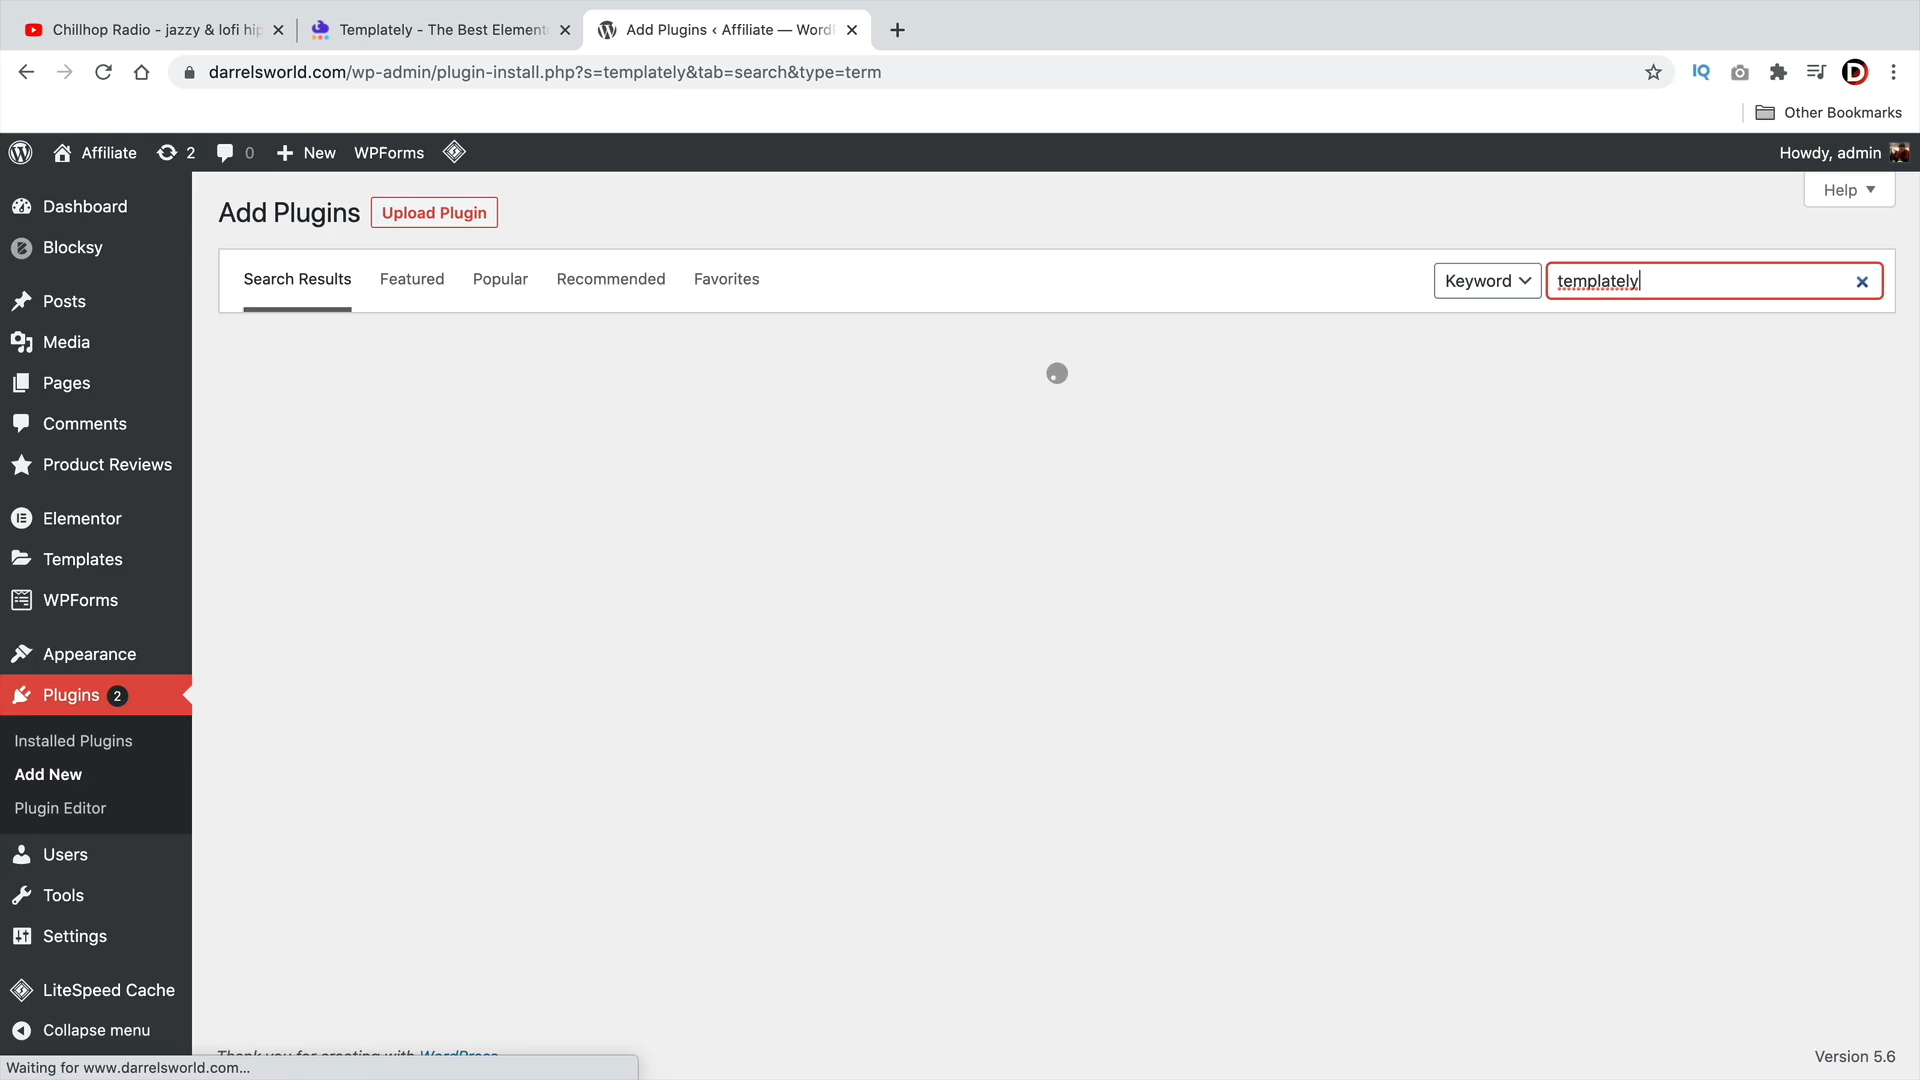 Chillhop Radio - jazzy & lofi hip
Templately - The Best Elemento
Add Plugins ‹ Affiliate — Word
darrelsworld.com/wp-admin/plugin-install.php?s=templately&tab=search&type=term
IQ
Other Bookmarks
Affiliate 2 0 New WPForms
Howdy, admin
Help
Dashboard
Blocksy
Posts
Media
Pages
Comments
Product Reviews
Elementor
Templates
WPForms
Appearance
Plugins 2
Installed Plugins
Add New
Plugin Editor
Users
Tools
Settings
LiteSpeed Cache
Collapse menu
Add Plugins Upload Plugin
Search Results Featured Popular Recommended Favorites
Keyword templately
Thank you for creating with WordPress
Version 5.6
Waiting for www.darrelsworld.com...